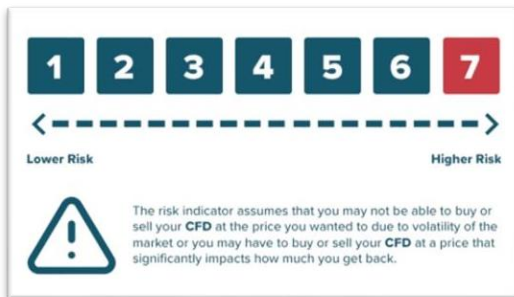 1 2 3 4 5 6 7
Lower Risk Higher Risk
The risk indicator assumes that you may not be able to buy or
sell your CFD at the price you wanted to due to volatility of the
market or you may have to buy or sell your CFD at a price that
significantly impacts how much you get back.